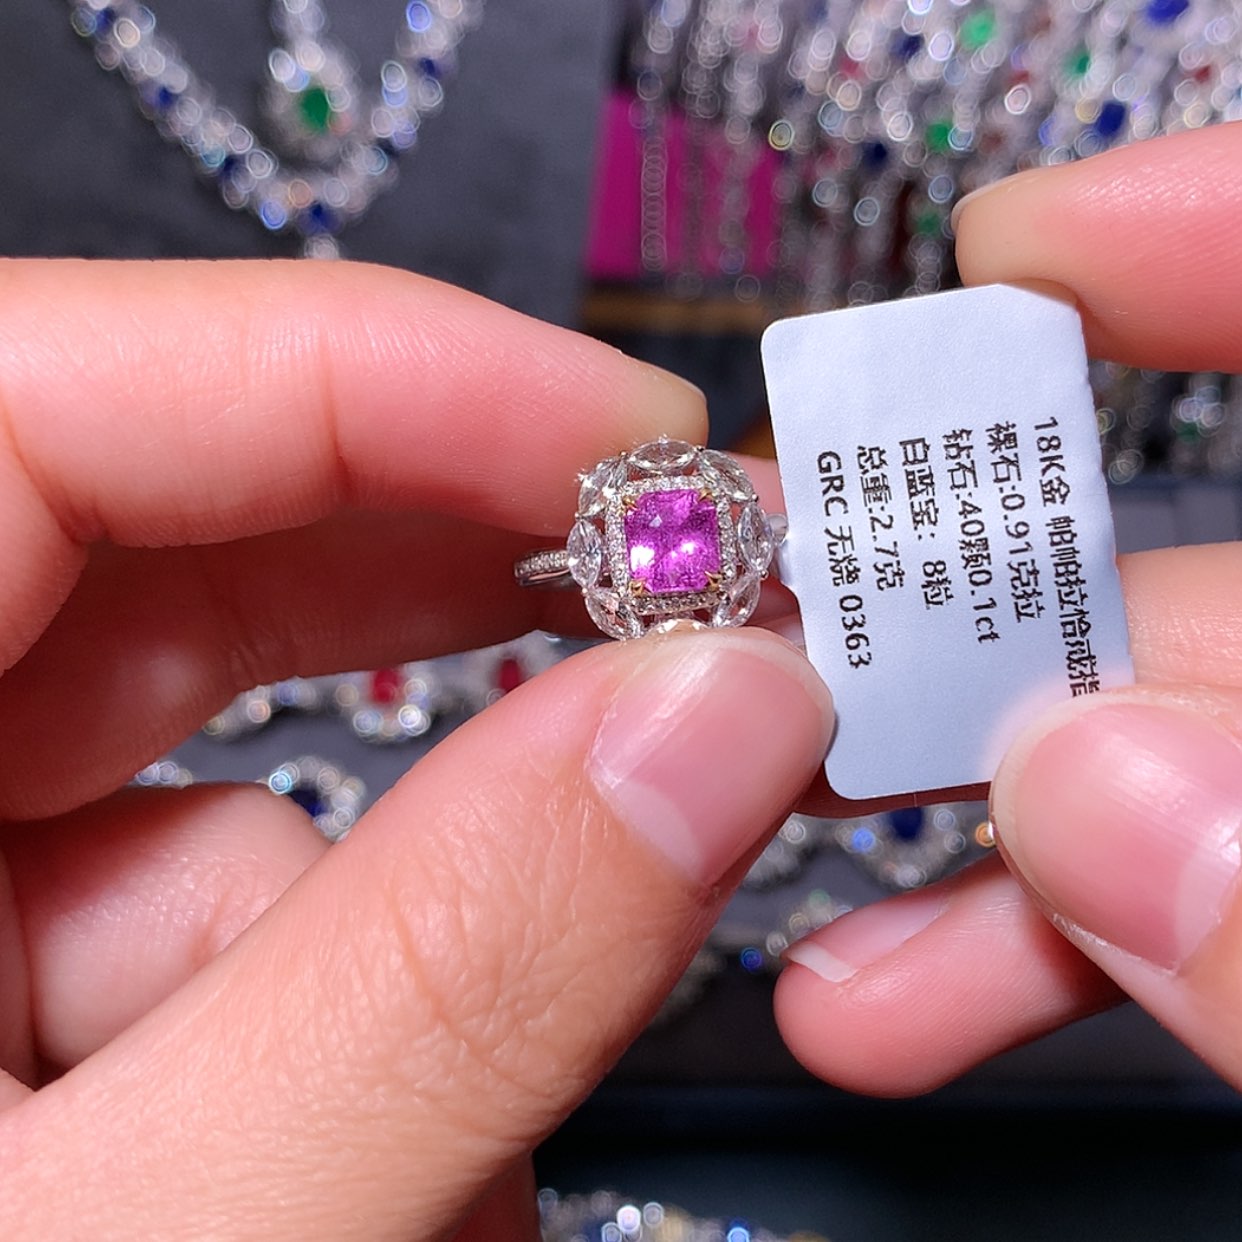 18K金 帕帕拉恰戒指
裸石:0.91克拉
钻石:40颗0.1ct
白蓝宝：8粒
总重:2.7克
GRC 无烧 0363